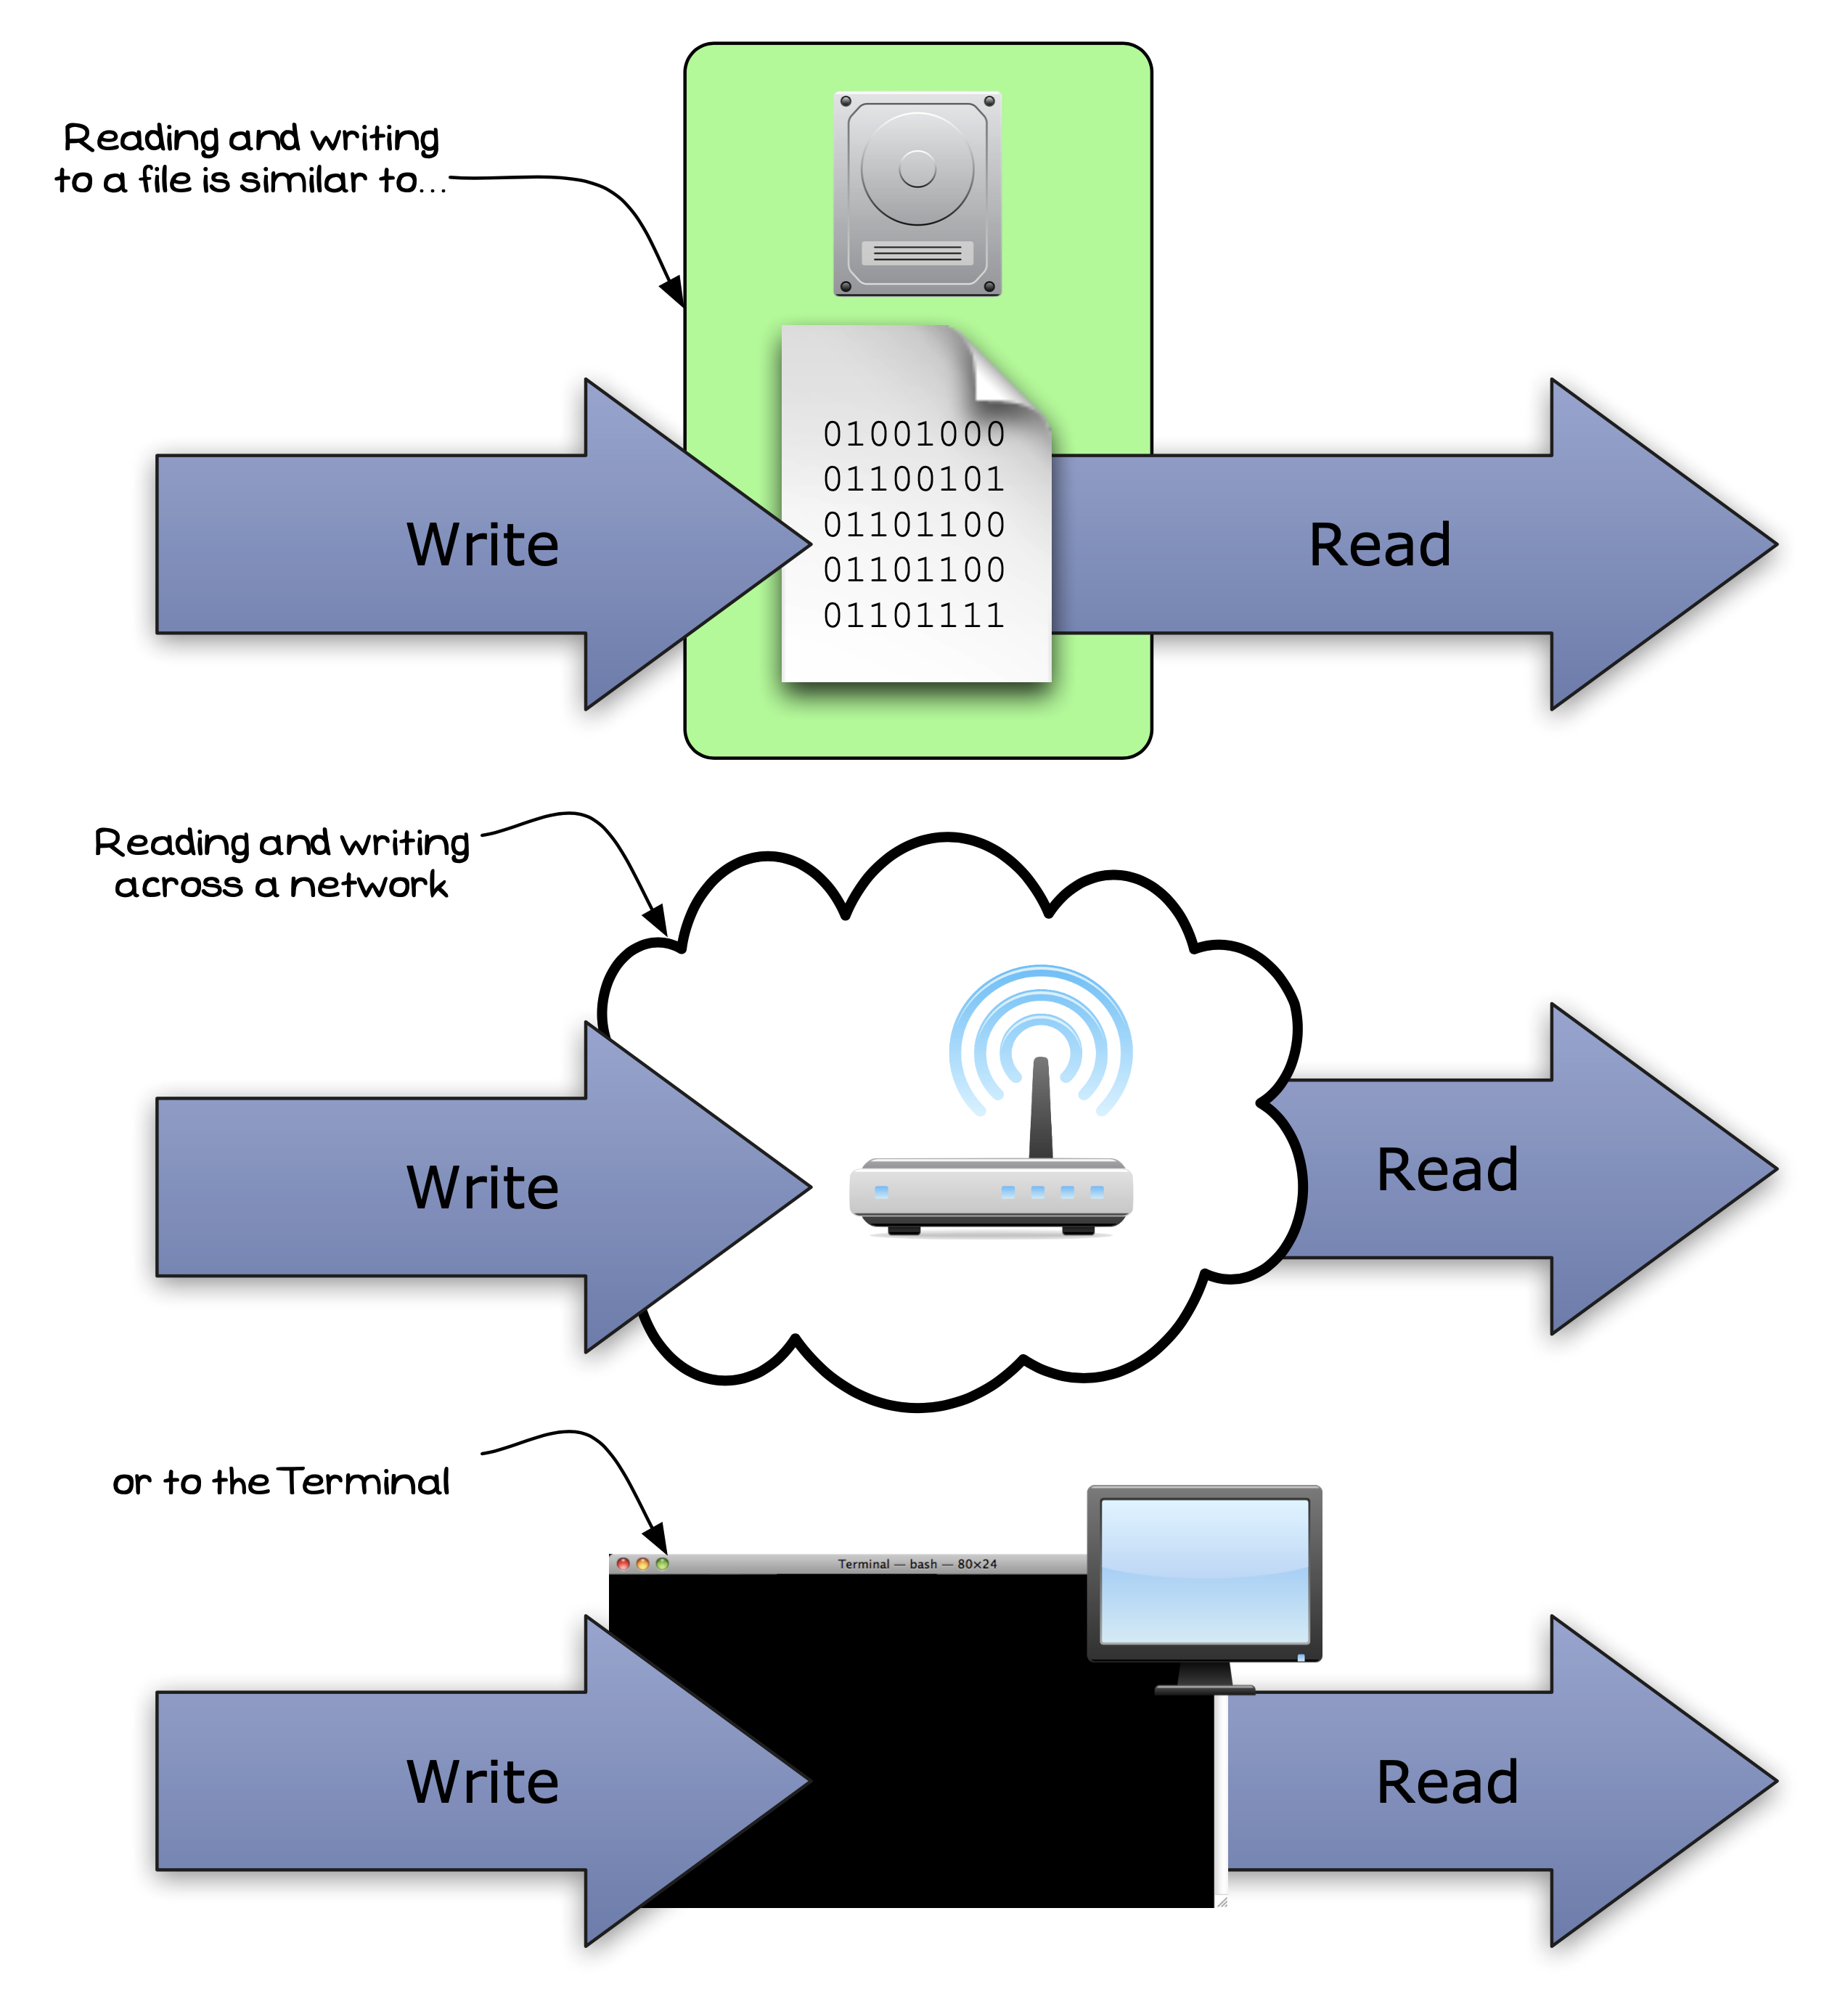 Reading and writing
to a file is similar to...
01001000
01100101
01101100
01101100
01101111
Write
Read
Reading and writing
across a network
Write
Read
or to the Terminal
Terminal — bash — 80×24
Write
Read